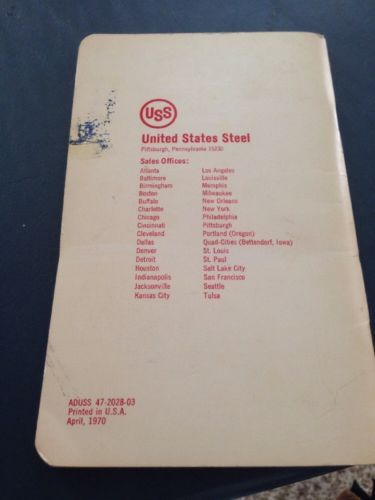 USS
United States Steel
Pittsburgh, Pennsylvania 15230
Sales Offices:
Atlanta
Baltimore
Birmingham
Boston
Buffalo
Charlotte
Chicago
Cincinnati
Cleveland
Dallas
Denver
Detroit
Houston
Indianapolis
Jacksonville
Kansas City
Los Angeles
Louisville
Memphis
Milwaukee
New Orleans
New York
Philadelphia
Pittsburgh
Portland (Oregon)
Quad-Cities (Bettendorf, Iowa)
St. Louis
St. Paul
Salt Lake City
San Francisco
Seattle
Tulsa
ADUSS 47-2028-03
Printed in U.S.A.
April, 1970